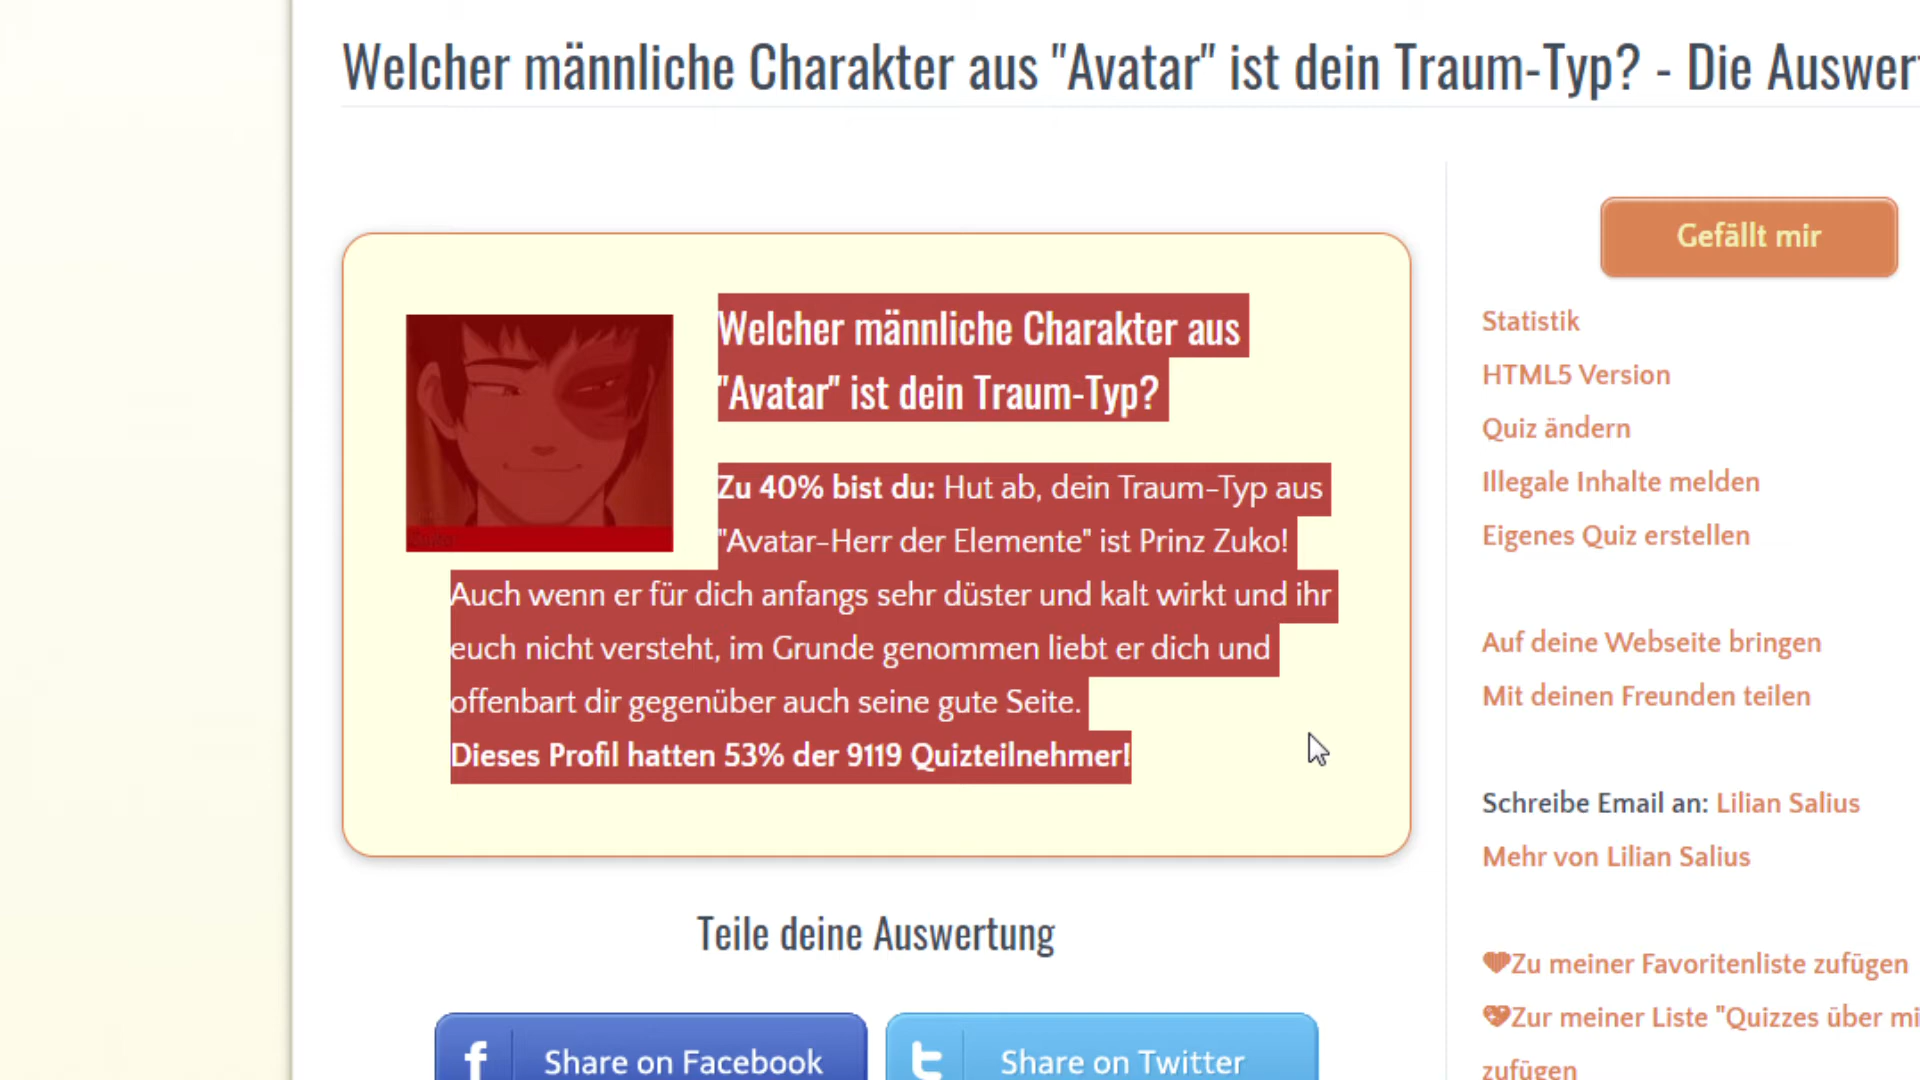 Welcher männliche Charakter aus "Avatar" ist dein Traum-Typ? - Die
Welcher männliche Charakter aus
"Avatar" ist dein Traum-Typ?
Zu 40% bist du: Hut ab, dein Traum-Typ aus
"Avatar-Herr der Elemente" ist Prinz Zuko!
Auch wenn er für dich anfangs sehr düster und kalt wirkt und ihr
euch nicht versteht, im Grunde genommen liebt er dich und
offenbart dir gegenüber auch seine gute Seite.
Dieses Profil hatten 53% der 9119 Quizteilnehmer!
Teile deine Auswertung
Share on Facebook
Share on Twitter
Gefällt mir
Statistik
HTML5 Version
Quiz ändern
Illegale Inhalte melden
Eigenes Quiz erstellen
Auf deine Webseite bringen
Mit deinen Freunden teilen
Schreibe Email an: Lilian Salius
Mehr von Lilian Salius
Zu meiner Favoritenliste zufügen
Zur meiner Liste "Quizzes über
zufügen